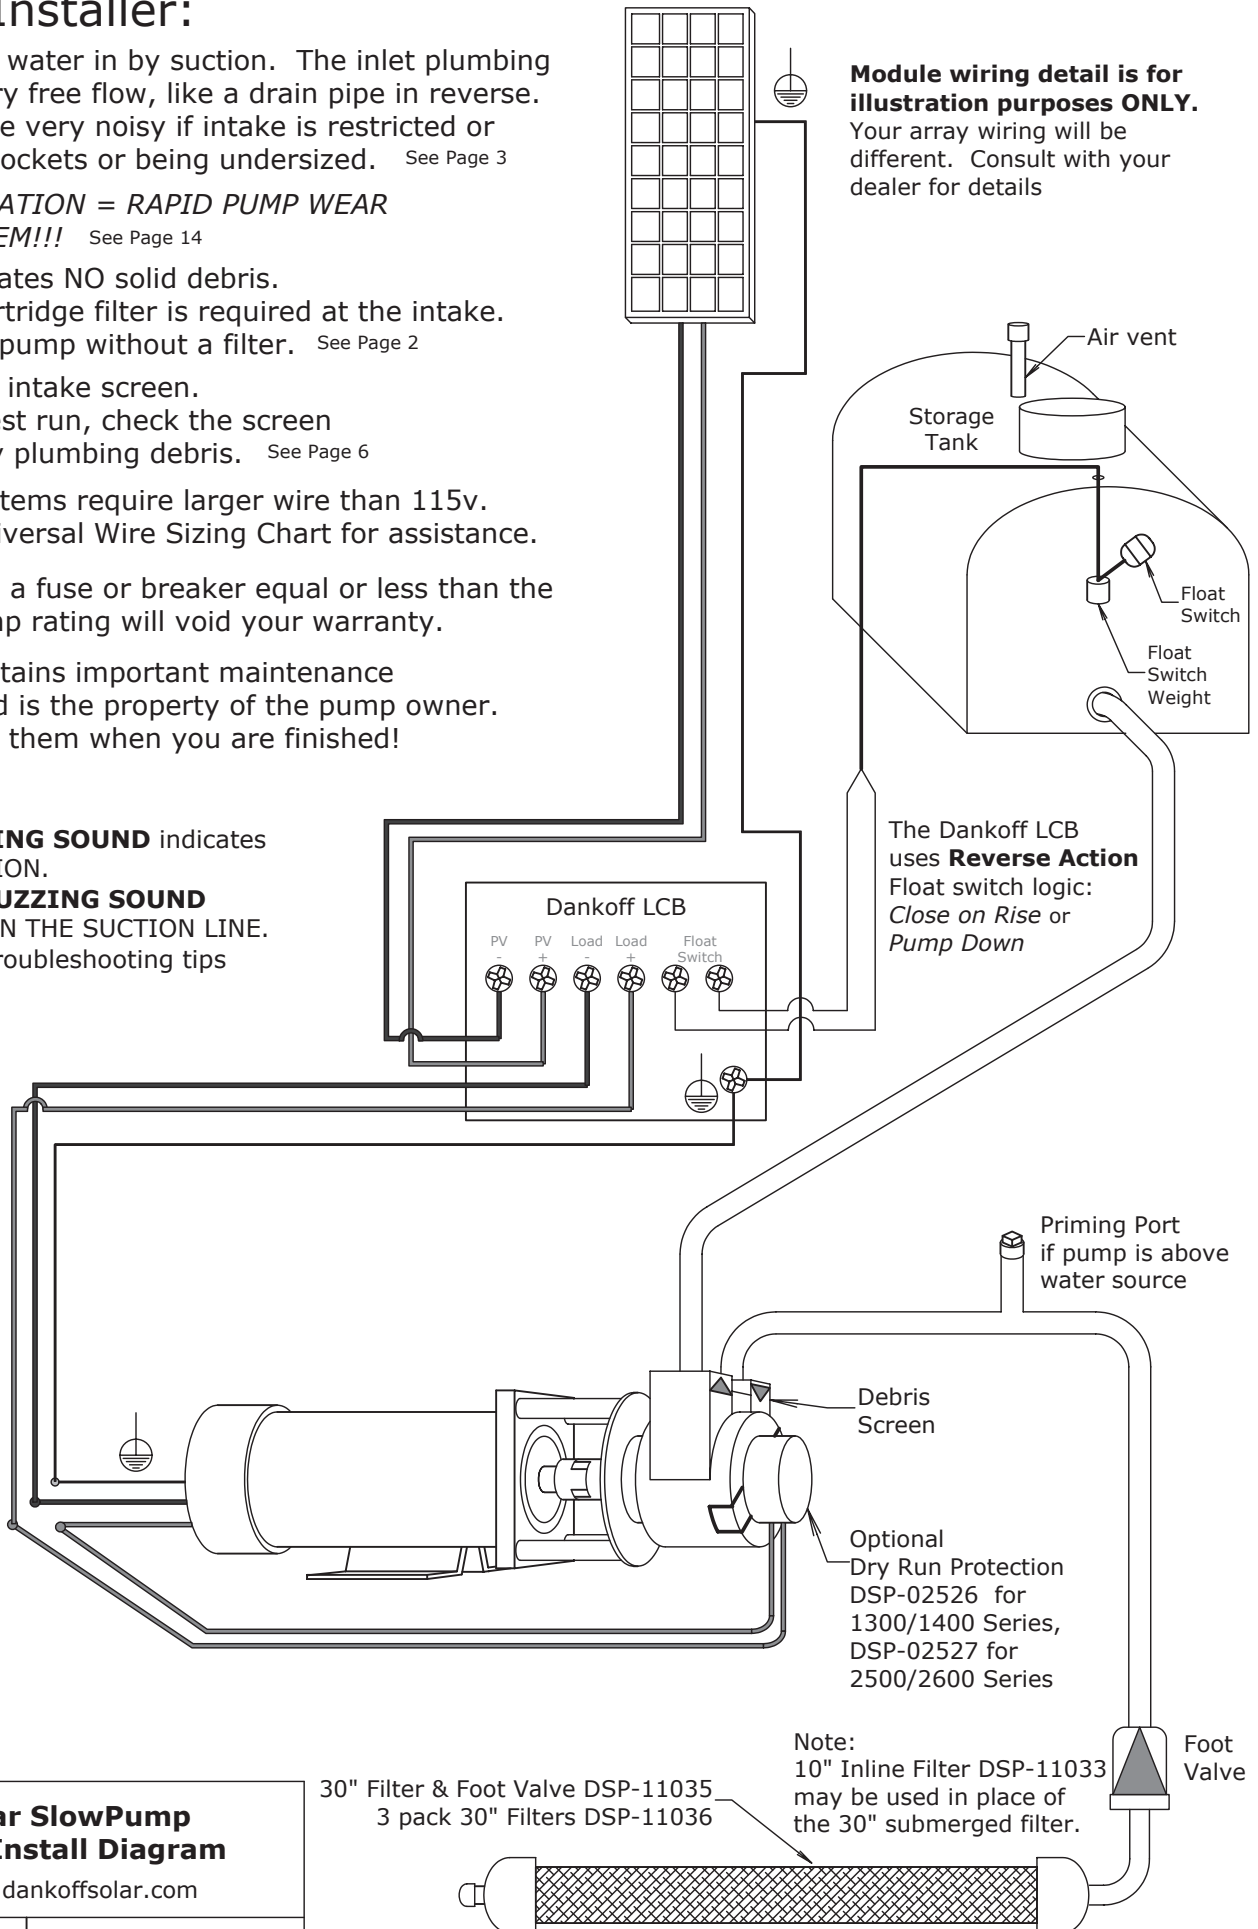 Installer:
water in by suction. The inlet plumbing
ry free flow, like a drain pipe in reverse.
e very noisy if intake is restricted or
ockets or being undersized. See Page 3
ATION = RAPID PUMP WEAR
EM!!! See Page 14
ates NO solid debris.
rtridge filter is required at the intake.
pump without a filter. See Page 2
intake screen.
est run, check the screen
y plumbing debris. See Page 6
stems require larger wire than 115v.
iversal Wire Sizing Chart for assistance.
a fuse or breaker equal or less than the
mp rating will void your warranty.
tains important maintenance
d is the property of the pump owner.
them when you are finished!
ING SOUND indicates
ION.
UZZING SOUND
N THE SUCTION LINE.
roubleshooting tips
Module wiring detail is for
illustration purposes ONLY.
Your array wiring will be
different. Consult with your
dealer for details
Air vent
Storage
Tank
Float
Switch
Float
Switch
Weight
The Dankoff LCB
uses Reverse Action
Float switch logic:
Close on Rise or
Pump Down
Dankoff LCB
PV PV Load Load Float
- + - + Switch
Priming Port
if pump is above
water source
Debris
Screen
Optional
Dry Run Protection
DSP-02526 for
1300/1400 Series,
DSP-02527 for
2500/2600 Series
Note:
10" Inline Filter DSP-11033
may be used in place of
the 30" submerged filter.
Foot
Valve
30" Filter & Foot Valve DSP-11035
3 pack 30" Filters DSP-11036
ar SlowPump
Install Diagram
dankoffsolar.com